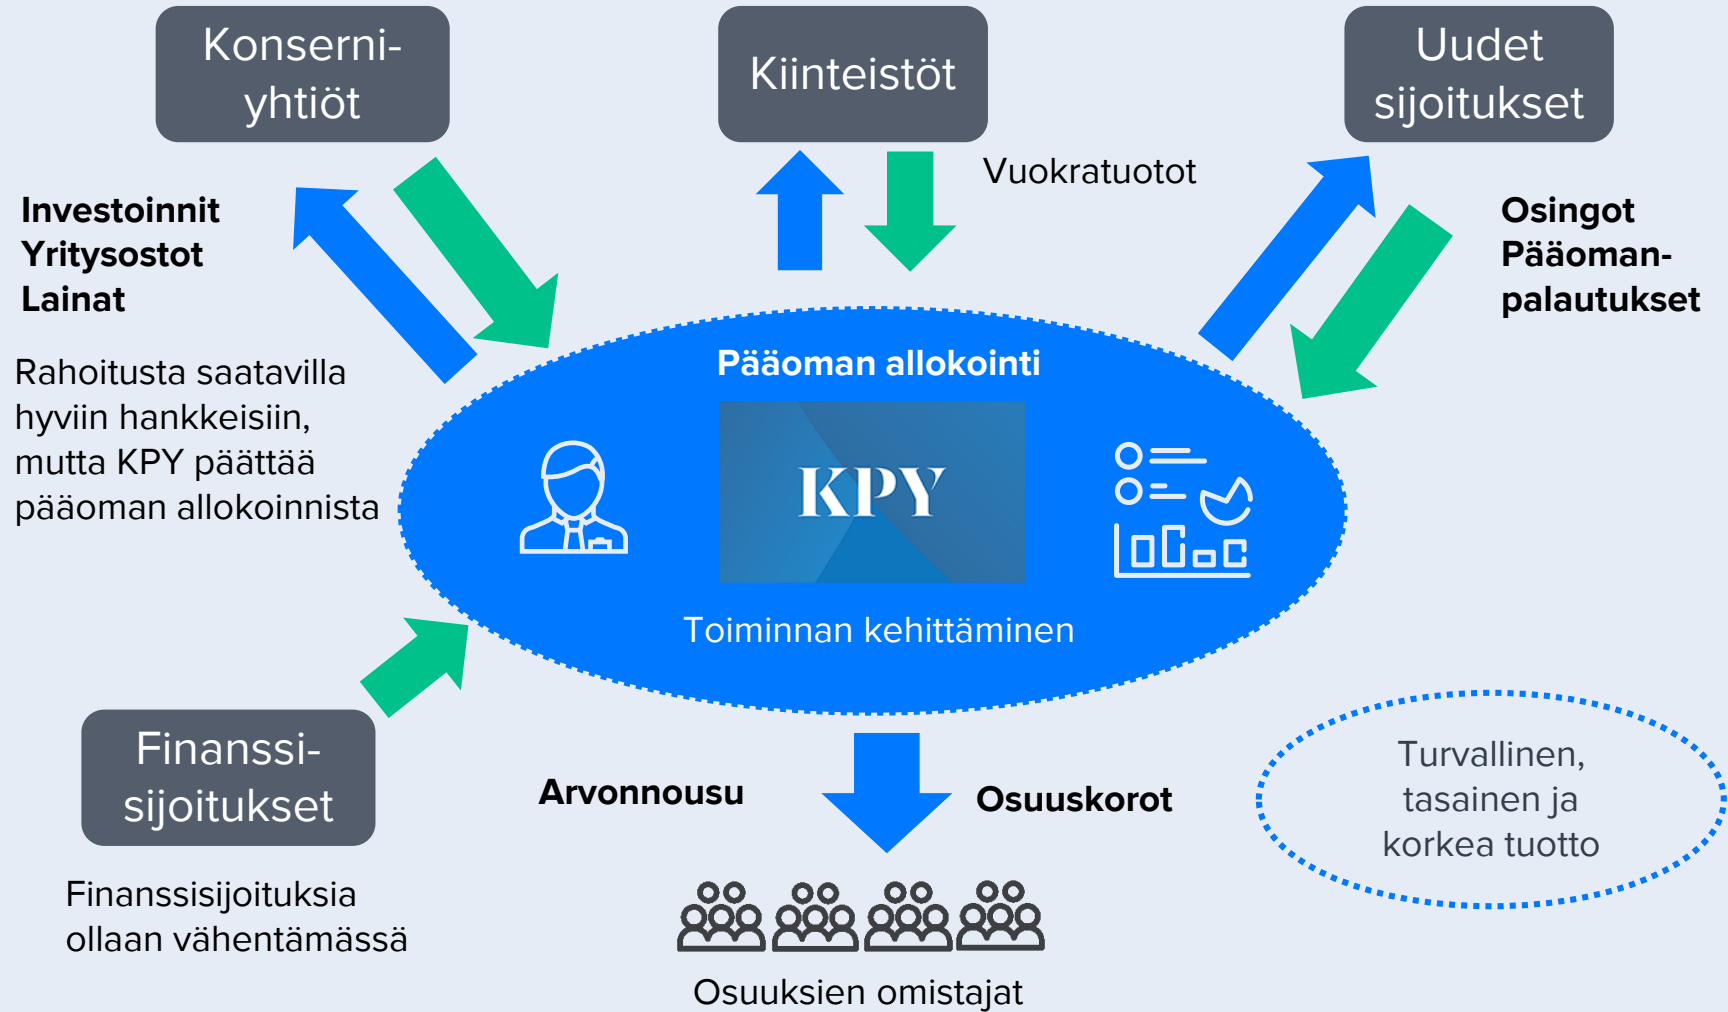 Konserni-
yhtiöt
Kiinteistöt
Uudet
sijoitukset
Vuokratuotot
Investoinnit
Yritysostot
Lainat
Osingot
Pääoman-
palautukset
Rahoitusta saatavilla
hyviin hankkeisiin,
mutta KPY päättää
pääoman allokoinnista
Pääoman allokointi
KPY
Toiminnan kehittäminen
Finanssi-
sijoitukset
Finanssisijoituksia
ollaan vähentämässä
Arvonnousu
Osuuskorot
Turvallinen,
tasainen ja
korkea tuotto
Osuuksien omistajat